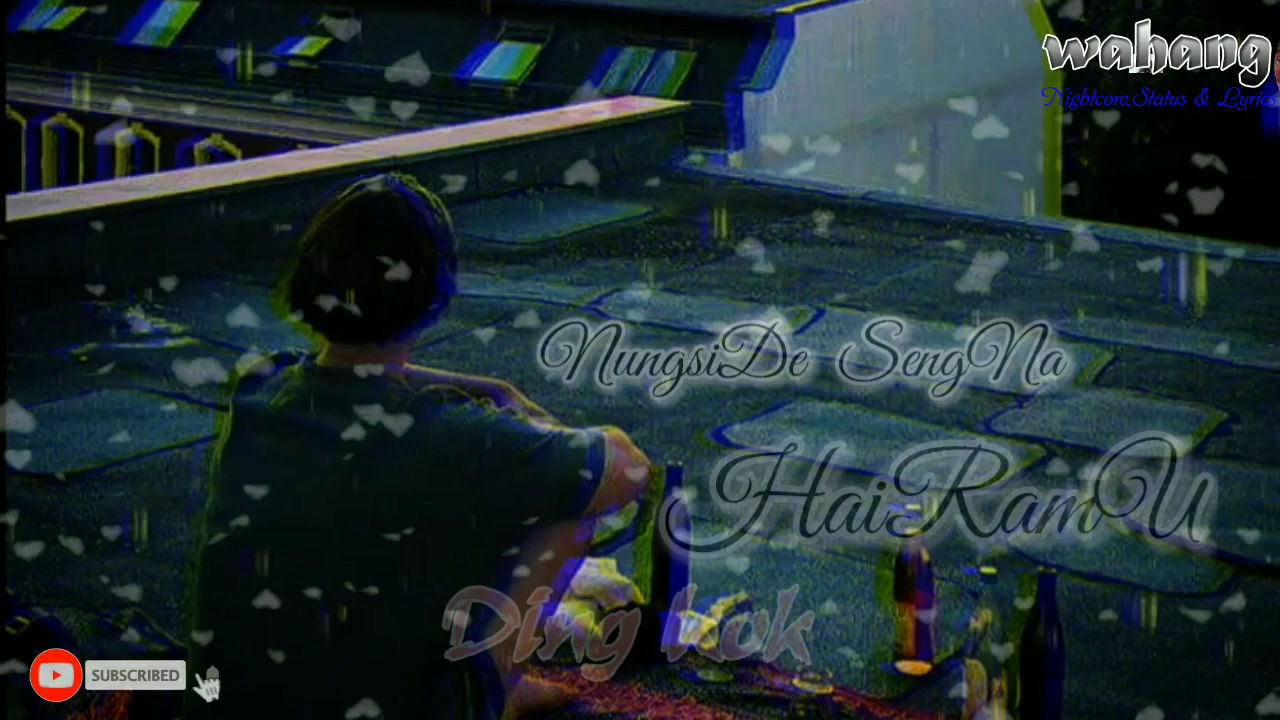 wahang
Nightcore,Status & Lyrics
NungsiDe SengNa
HaiRamU
Ding kok
SUBSCRIBED